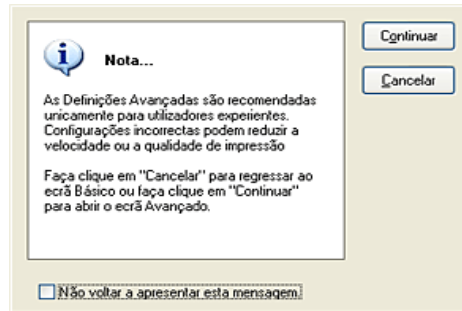 Nota...
Continuar
Cancelar
As Definições Avançadas são recomendadas
unicamente para utilizadores experientes.
Configurações incorrectas podem reduzir a
velocidade ou a qualidade de impressão
Faça clique em "Cancelar" para regressar ao
ecrã Básico ou faça clique em "Continuar"
para abrir o ecrã Avançado.
Não voltar a apresentar esta mensagem.